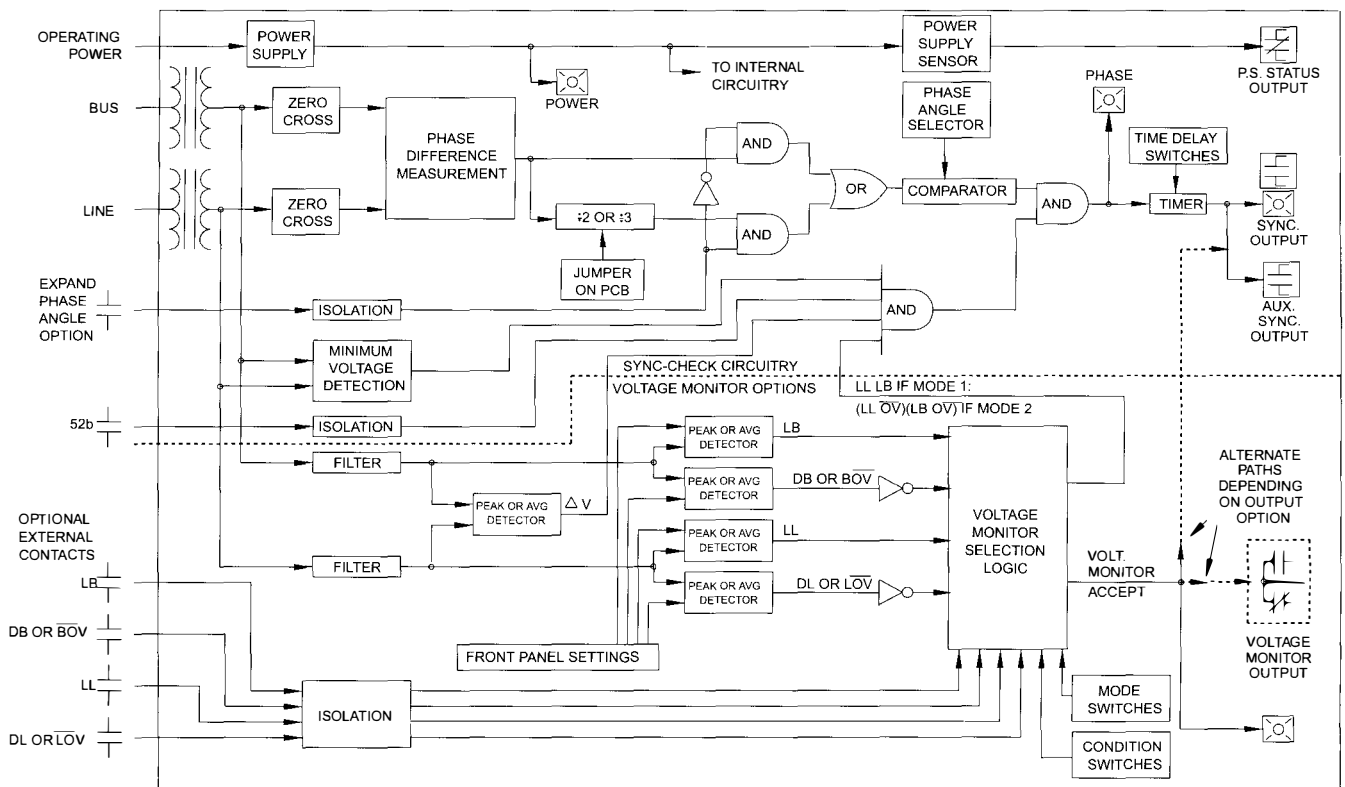 OPERATING
POWER
POWER
SUPPLY
POWER
TO INTERNAL
CIRCUITRY
POWER
SUPPLY
SENSOR
P.S. STATUS
OUTPUT
BUS
ZERO
CROSS
PHASE
DIFFERENCE
MEASUREMENT
AND
PHASE
ANGLE
SELECTOR
PHASE
TIME DELAY
SWITCHES
LINE
ZERO
CROSS
÷2 OR ÷3
JUMPER
ON PCB
AND
OR
COMPARATOR
AND
TIMER
SYNC.
OUTPUT
AUX.
SYNC.
OUTPUT
EXPAND
PHASE
ANGLE
OPTION
ISOLATION
AND
MINIMUM
VOLTAGE
DETECTION
SYNC-CHECK CIRCUITRY
VOLTAGE MONITOR OPTIONS
LL LB IF MODE 1:
(LL O̅V̅)(LB O̅V̅) IF MODE 2
52b
ISOLATION
FILTER
PEAK OR AVG
DETECTOR
LB
PEAK OR AVG
DETECTOR
DB OR BO̅V̅
PEAK OR AVG
DETECTOR
Δ V
PEAK OR AVG
DETECTOR
LL
FILTER
PEAK OR AVG
DETECTOR
DL OR LO̅V̅
VOLTAGE
MONITOR
SELECTION
LOGIC
VOLT.
MONITOR
ACCEPT
ALTERNATE
PATHS
DEPENDING
ON OUTPUT
OPTION
VOLTAGE
MONITOR
OUTPUT
OPTIONAL
EXTERNAL
CONTACTS
LB
DB OR B̅O̅V
LL
DL OR L̅O̅V
FRONT PANEL SETTINGS
ISOLATION
MODE
SWITCHES
CONDITION
SWITCHES